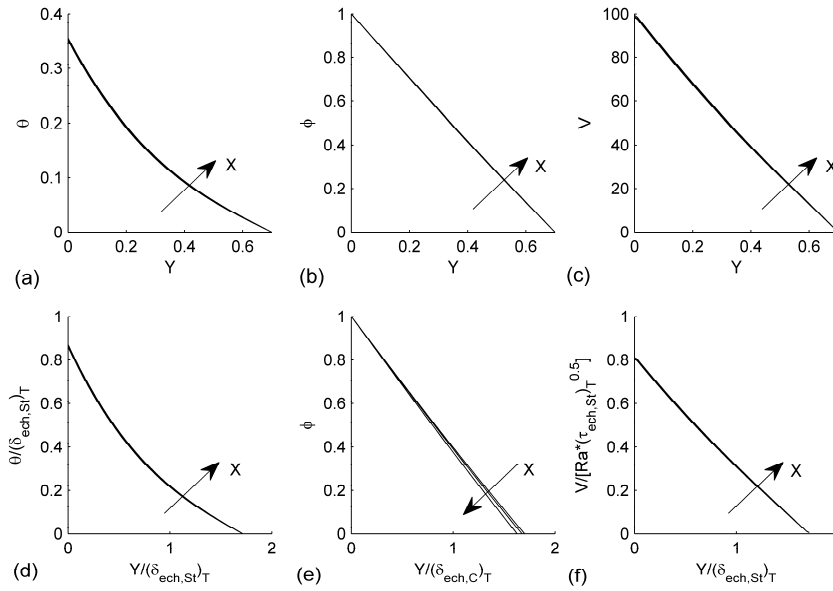 0.4
0.3
0.2
0.1
0
θ
X
0 0.2 0.4 0.6
Y
(a)
1
0.8
0.6
0.4
0.2
0
ϕ
X
0 0.2 0.4 0.6
Y
(b)
100
80
60
40
20
0
V
X
0 0.2 0.4 0.6
Y
(c)
1
0.8
0.6
0.4
0.2
0
θ/(δech,St)T
X
0 1 2
Y/(δech,St)T
(d)
1
0.8
0.6
0.4
0.2
0
ϕ
X
0 1 2
Y/(δech,C)T
(e)
1
0.8
0.6
0.4
0.2
0
V/[Ra*(τech,St)T^0.5]
X
0 1
Y/(δech,St)T
(f)